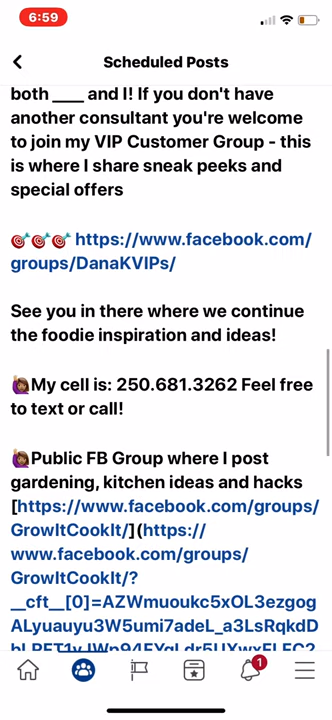 6:59
Scheduled Posts
both ____ and I! If you don't have
another consultant you're welcome
to join my VIP Customer Group - this
is where I share sneak peeks and
special offers
🎯🎯🎯 https://www.facebook.com/
groups/DanaKVIPs/
See you in there where we continue
the foodie inspiration and ideas!
🙋🏽‍♀️My cell is: 250.681.3262 Feel free
to text or call!
🙋🏽‍♀️Public FB Group where I post
gardening, kitchen ideas and hacks
[https://www.facebook.com/groups/
GrowItCookIt/](https://
www.facebook.com/groups/
GrowItCookIt/?
__cft__[0]=AZWmuoukc5xOL3ezgog
ALyuauyu3W5umi7adeL_a3LsRqkdD
1